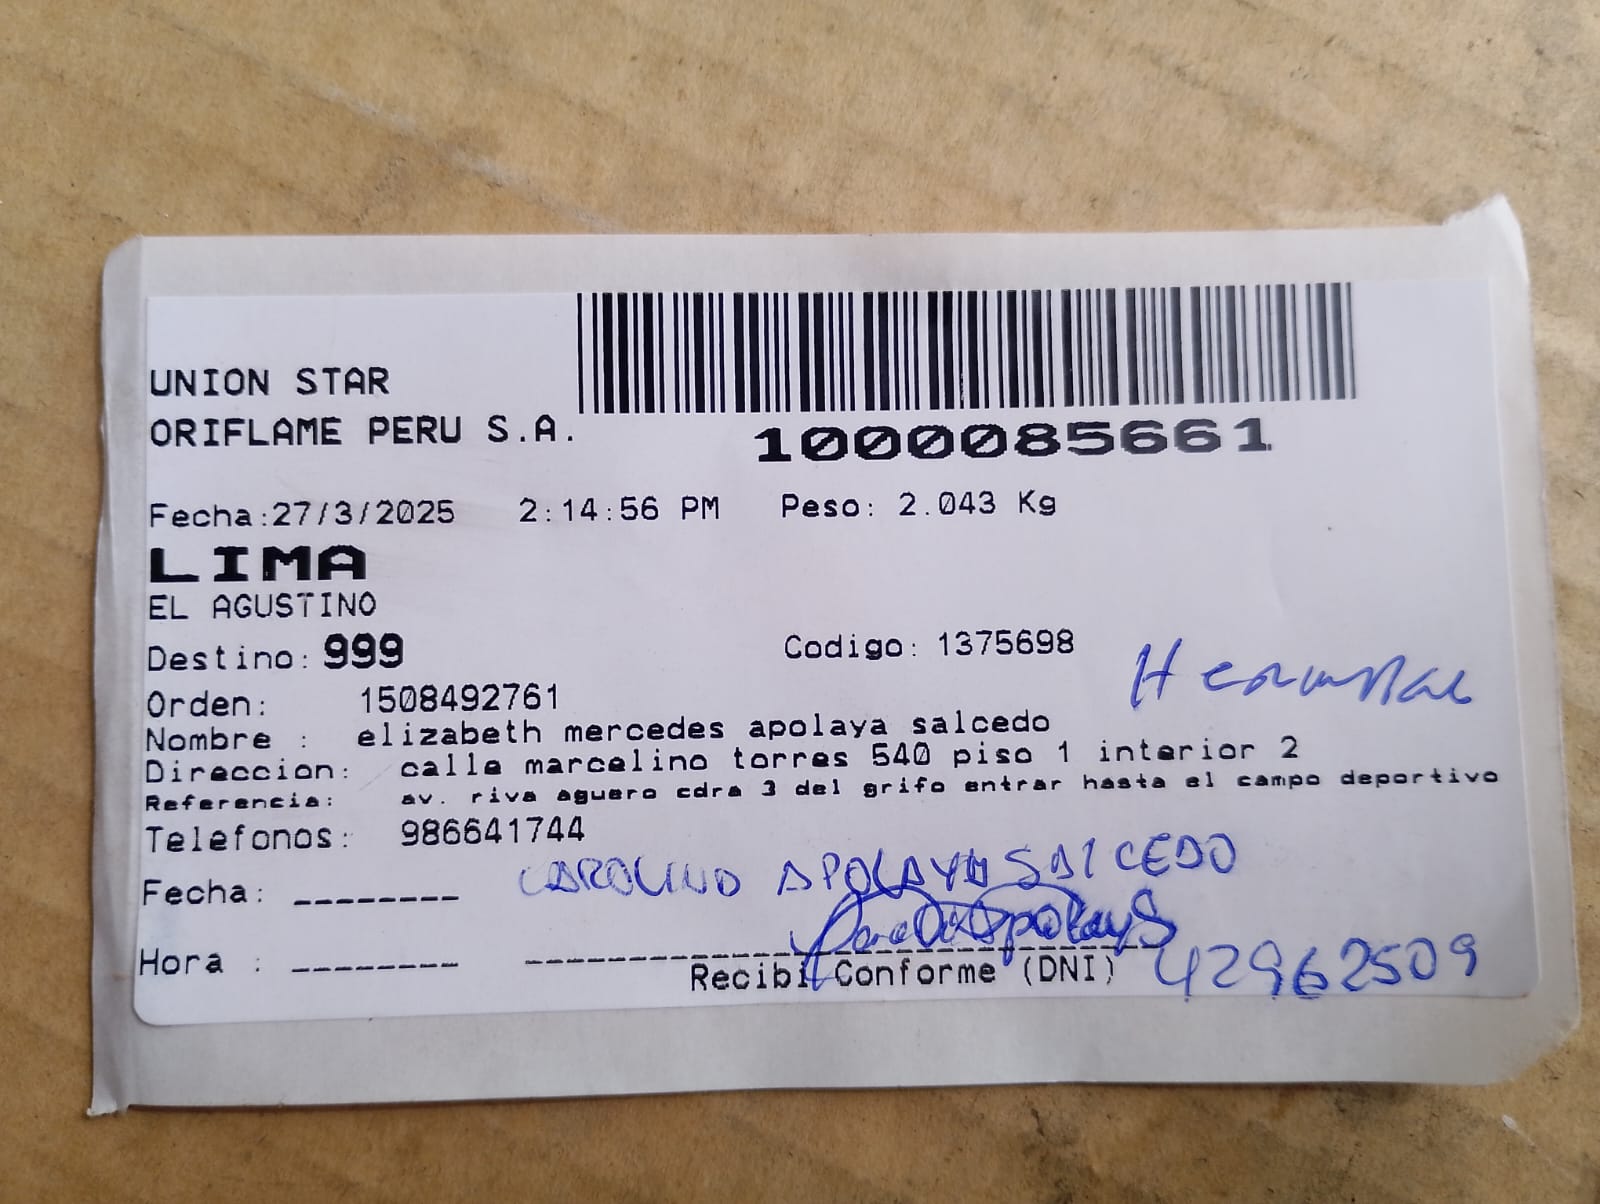 UNION STAR
ORIFLAME PERU S.A.
1000085661
Fecha:27/3/2025 2:14:56 PM Peso: 2.043 Kg
LIMA
EL AGUSTINO
Destino: 999 Codigo: 1375698
Orden: 1508492761
Nombre : elizabeth mercedes apolaya salcedo
Direccion: calle marcelino torres 540 piso 1 interior 2
Referencia: av. riva aguero cdra 3 del grifo entrar hasta el campo deportivo
Telefonos: 986641744
APOLAYA SALCEDO
Fecha: --------
Hora : --------
Recibi Conforme (DNI) 42962509